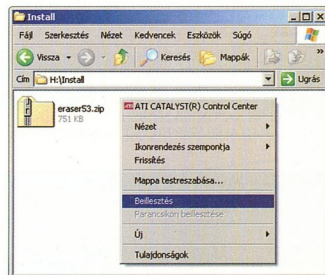 Install
Fájl Szerkesztés Nézet Kedvencek Eszközök Súgó
Vissza Keresés Mappák
Cím H:\Install Ugrás
eraser53.zip
751 KB
ATI CATALYST(R) Control Center
Nézet
Ikonrendezés szempontja
Frissítés
Mappa testreszabása...
Beillesztés
Parancsikon beillesztése
Új
Tulajdonságok